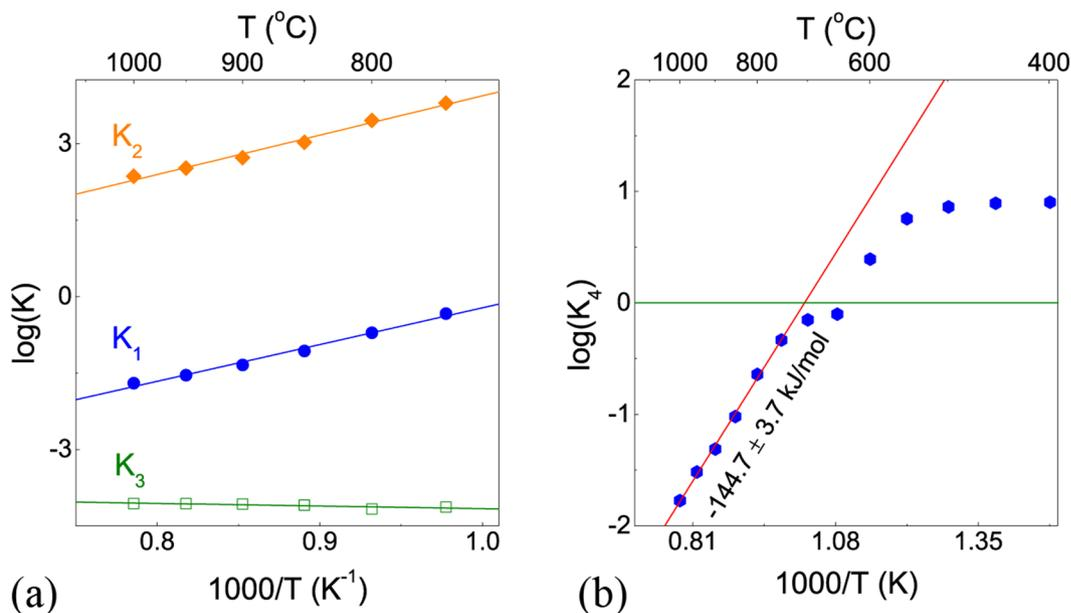 T (°C)
1000 900 800
3
0
-3
log(K)
K₂
K₁
K₃
0.8 0.9 1.0
1000/T (K⁻¹)
(a)
T (°C)
1000 800 600 400
2
1
0
-1
-2
log(K₄)
-144.7 ± 3.7 kJ/mol
0.81 1.08 1.35
1000/T (K)
(b)